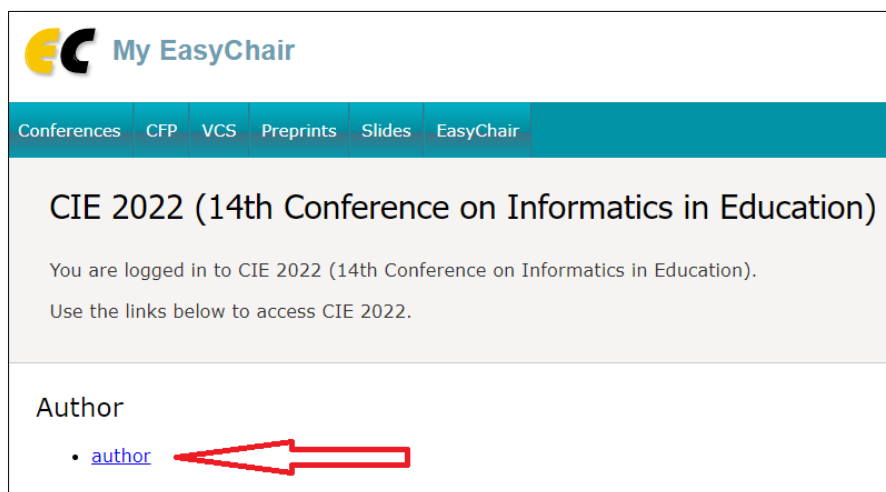 EC My EasyChair
Conferences CFP VCS Preprints Slides EasyChair
CIE 2022 (14th Conference on Informatics in Education)
You are logged in to CIE 2022 (14th Conference on Informatics in Education).
Use the links below to access CIE 2022.
Author
• author